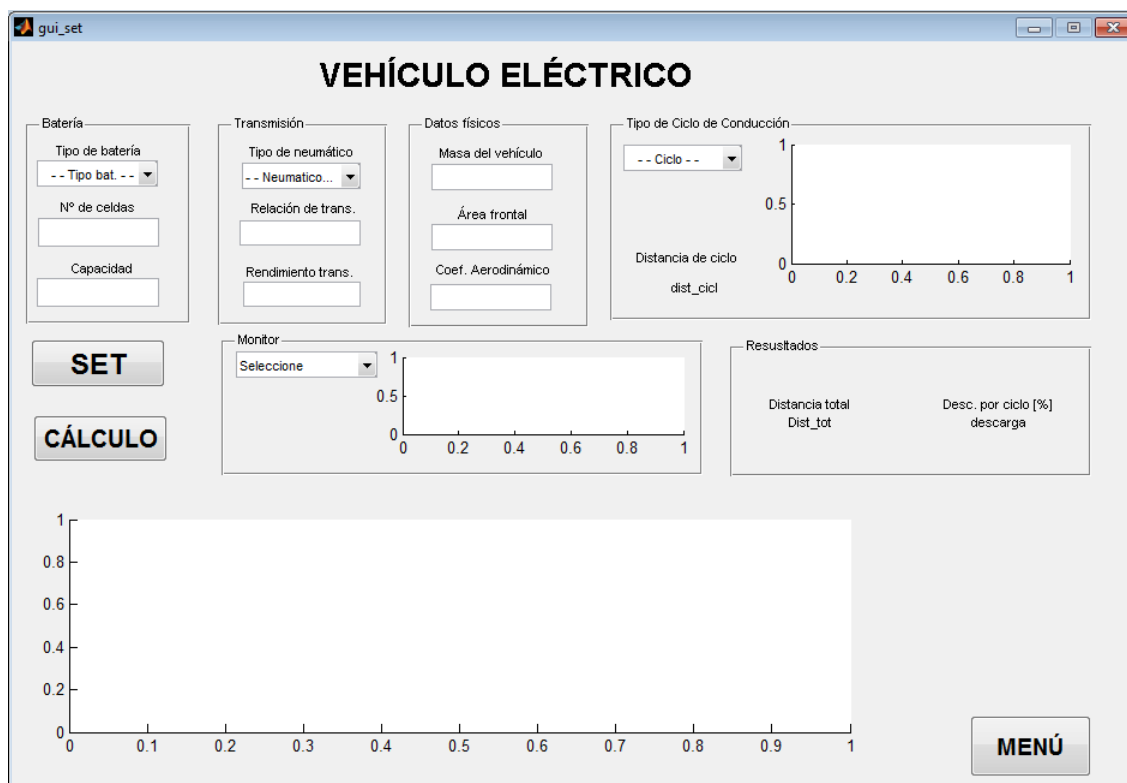 gui_set
VEHÍCULO ELÉCTRICO
Batería
Tipo de batería
- - Tipo bat. - -
Nº de celdas
Capacidad
Transmisión
Tipo de neumático
- - Neumatico...
Relación de trans.
Rendimiento trans.
Datos físicos
Masa del vehículo
Área frontal
Coef. Aerodinámico
Tipo de Ciclo de Conducción
- - Ciclo - -
Distancia de ciclo
dist_cicl
1
0.5
0
0 0.2 0.4 0.6 0.8 1
SET
CÁLCULO
Monitor
Seleccione
1
0.5
0
0 0.2 0.4 0.6 0.8 1
Resusltados
Distancia total
Dist_tot
Desc. por ciclo [%]
descarga
1
0.8
0.6
0.4
0.2
0
0 0.1 0.2 0.3 0.4 0.5 0.6 0.7 0.8 0.9 1
MENÚ